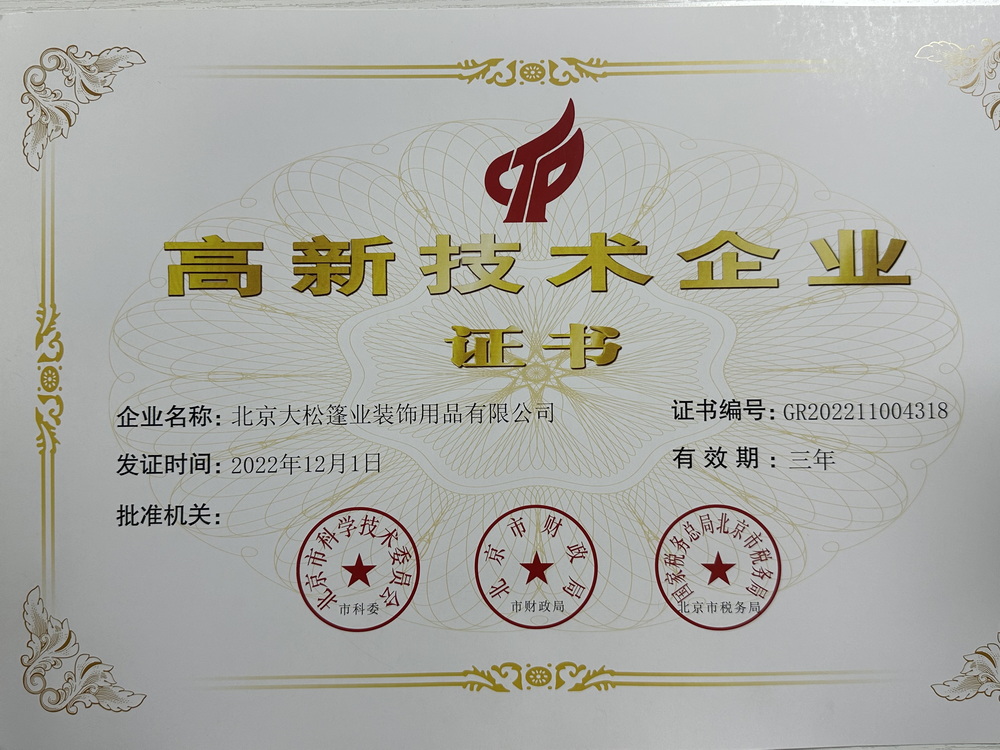 CTP
高新技术企业
证书
企业名称：北京大松篷业装饰用品有限公司
证书编号：GR202211004318
发证时间：2022年12月1日
有效期：三年
批准机关：
北京市科学技术委员会
市科委
北京市财政局
市财政局
国家税务总局北京市税务局
北京市税务局